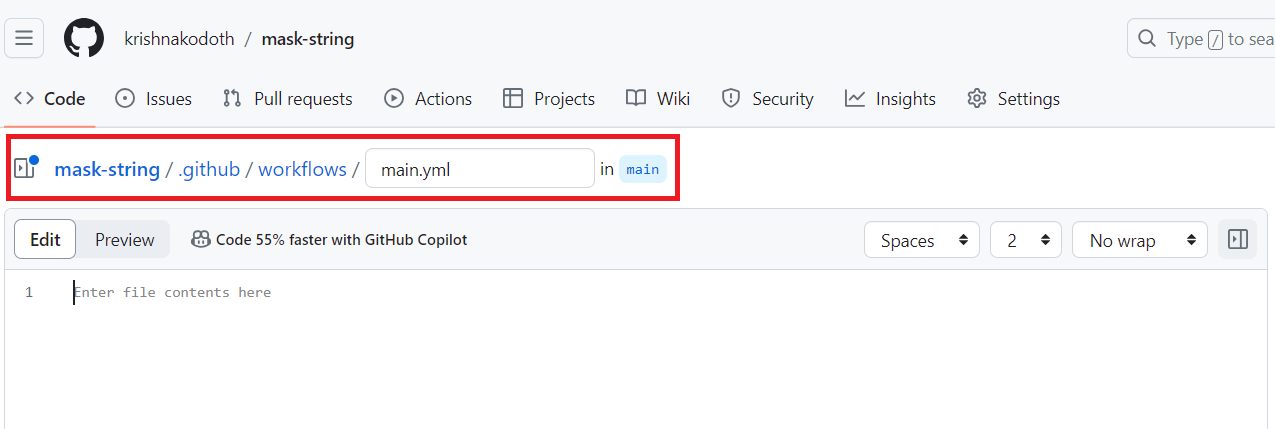 krishnakodoth / mask-string
Type / to sea
Code Issues Pull requests Actions Projects Wiki Security Insights Settings
mask-string / .github / workflows / main.yml in main
Edit Preview Code 55% faster with GitHub Copilot Spaces 2 No wrap
1 Enter file contents here